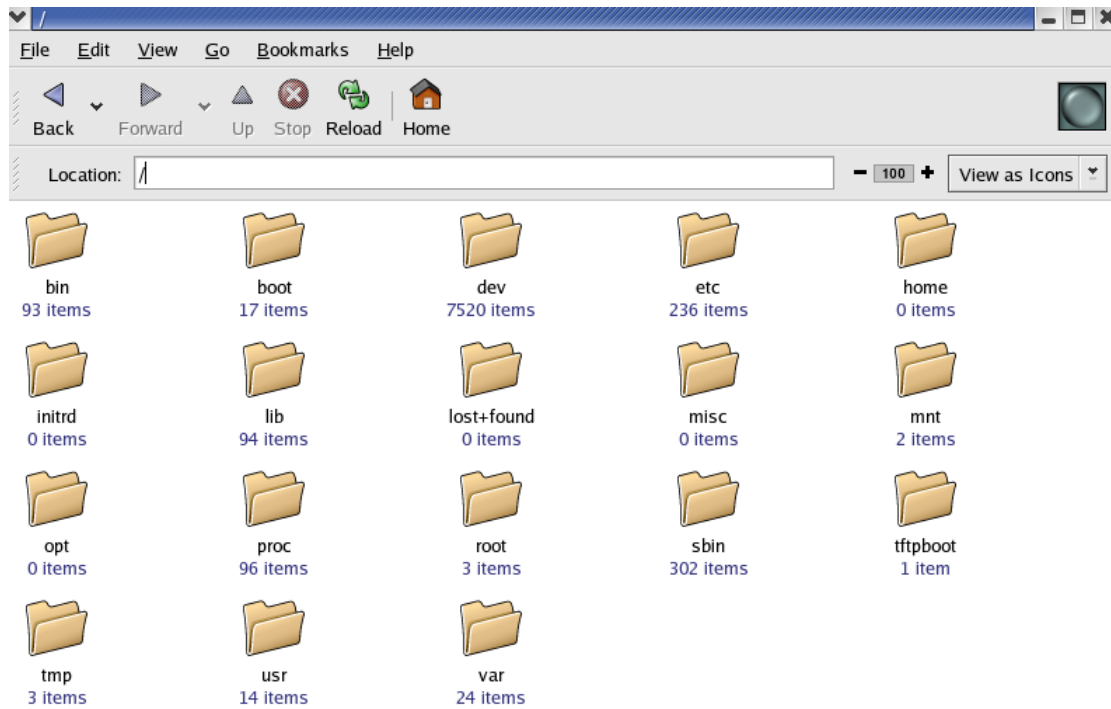 /
File Edit View Go Bookmarks Help
Back Forward Up Stop Reload Home
Location: / 100 View as Icons
bin boot dev etc home
93 items 17 items 7520 items 236 items 0 items
initrd lib lost+found misc mnt
0 items 94 items 0 items 0 items 2 items
opt proc root sbin tftpboot
0 items 96 items 3 items 302 items 1 item
tmp usr var
3 items 14 items 24 items